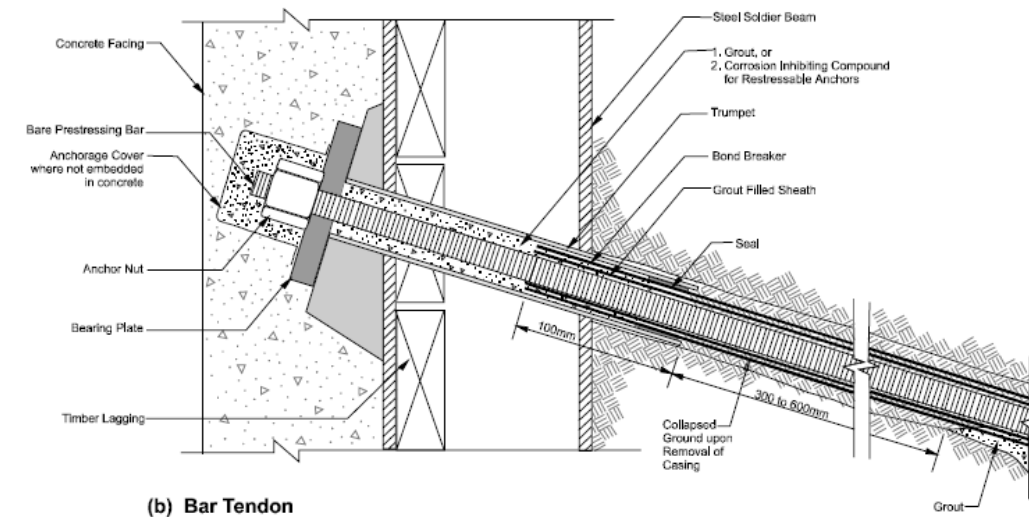 Concrete Facing
Bare Prestressing Bar
Anchorage Cover
where not embedded
in concrete
Anchor Nut
Bearing Plate
Timber Lagging
Steel Soldier Beam
1. Grout, or
2. Corrosion Inhibiting Compound
for Restressable Anchors
Trumpet
Bond Breaker
Grout Filled Sheath
Seal
100mm
300 to 600mm
Collapsed
Ground upon
Removal of
Casing
Grout
(b) Bar Tendon